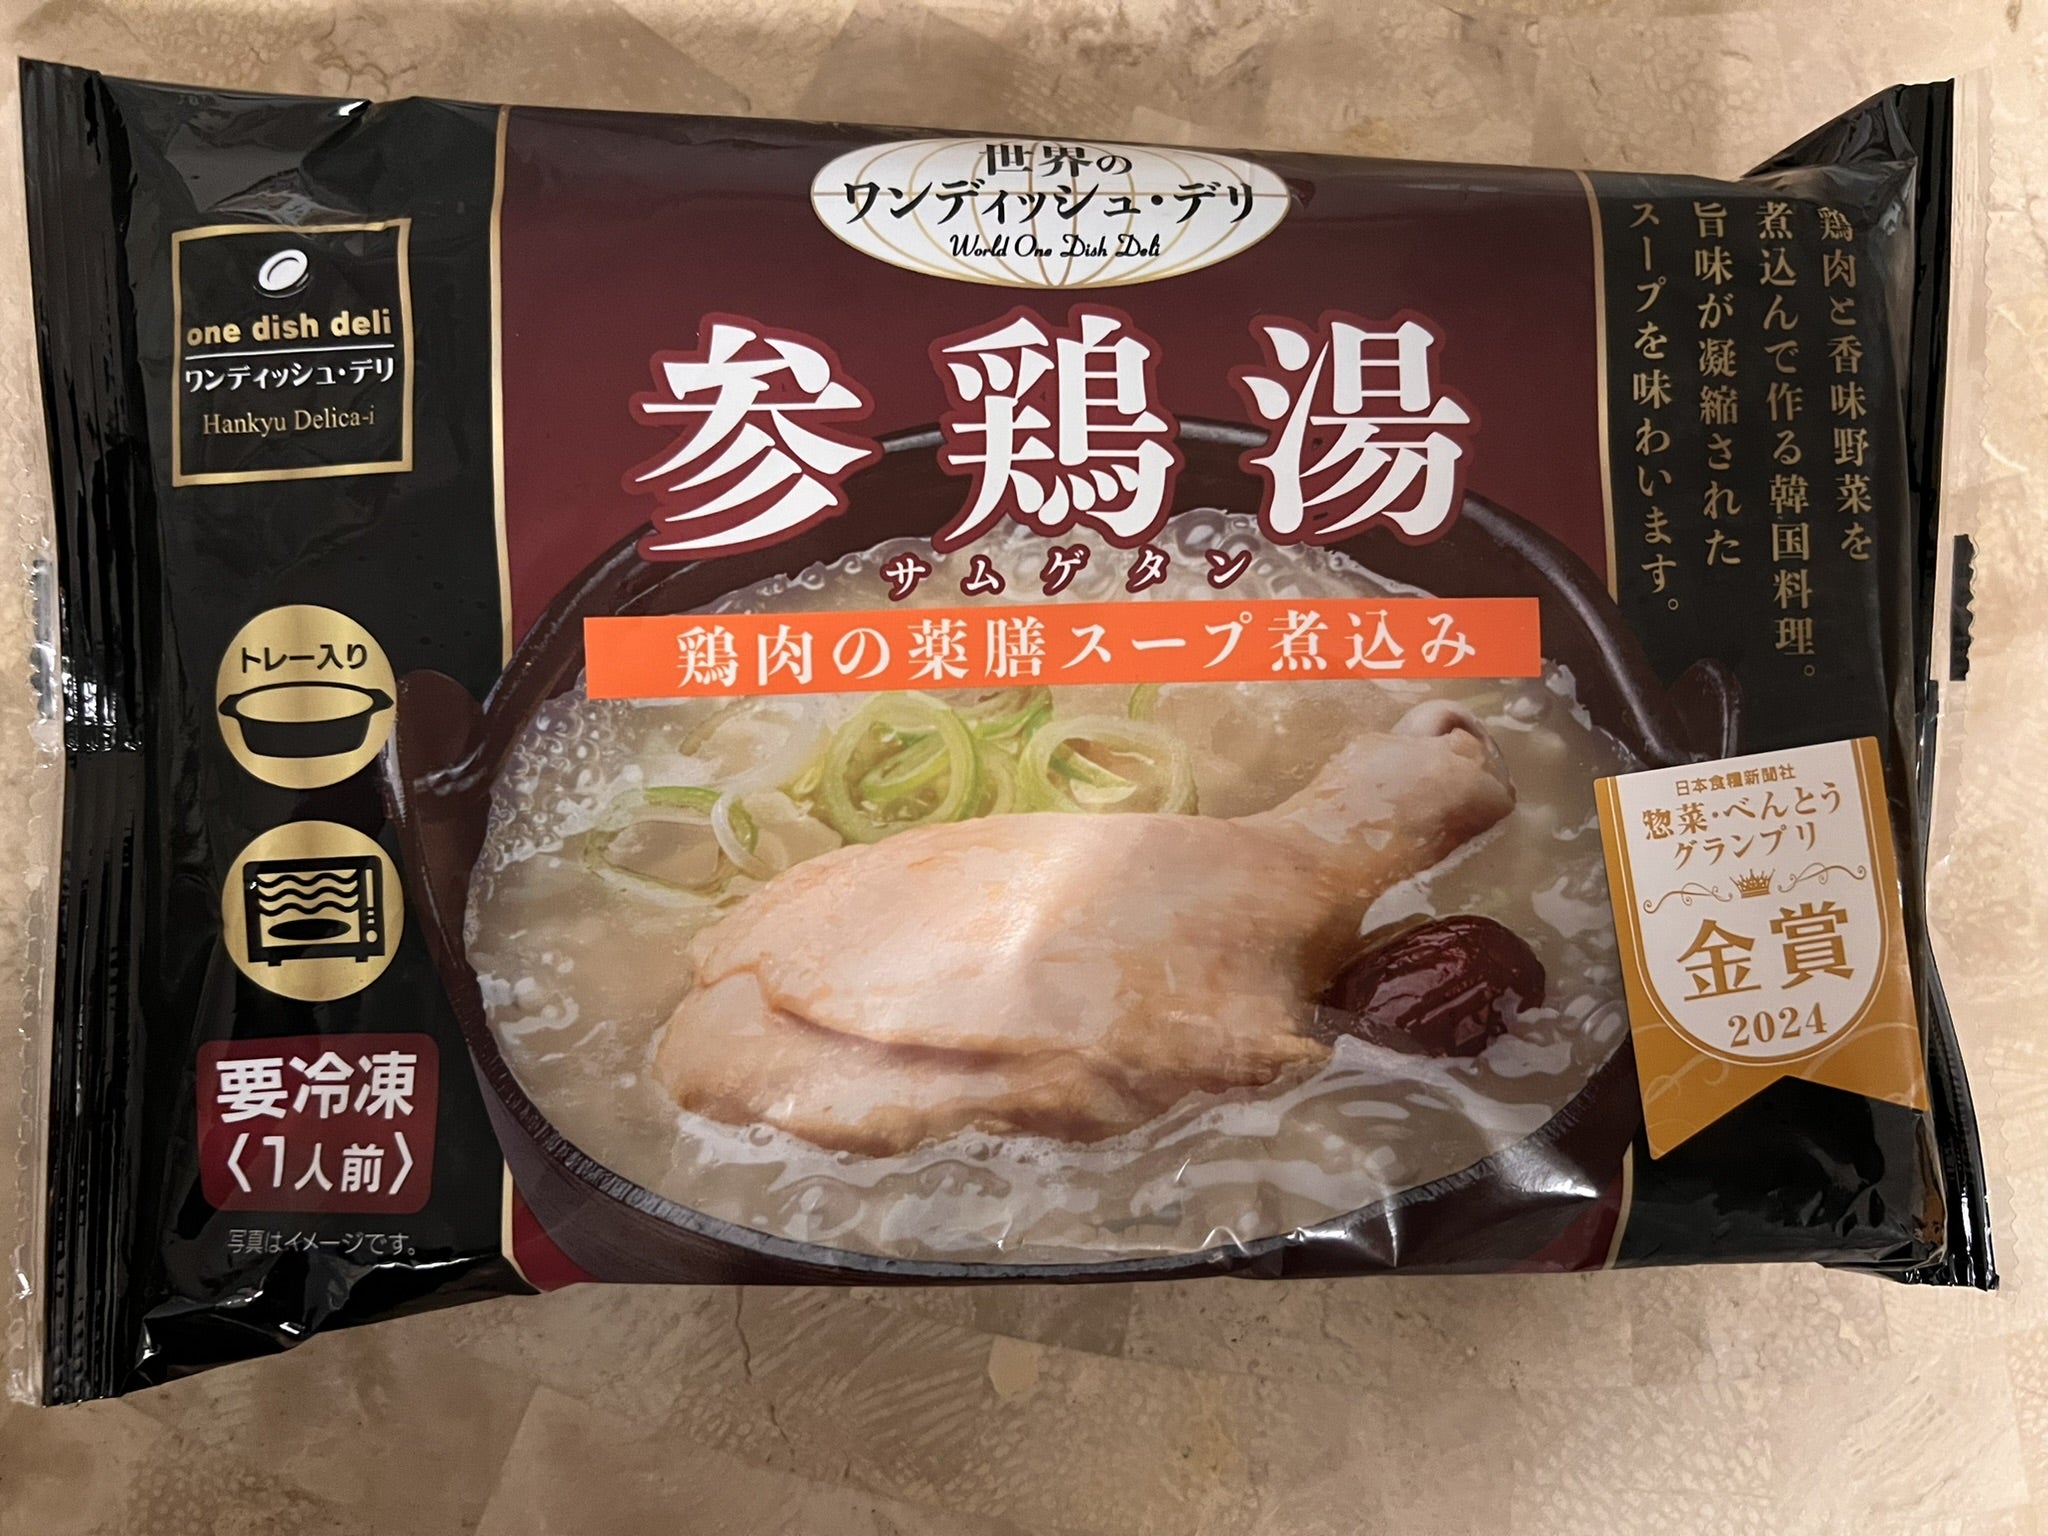 世界の
ワンディッシュ・デリ
World One Dish Deli
one dish deli
ワンディッシュ・デリ
Hankyu Delica-i
参鶏湯
サムゲタン
鶏肉の薬膳スープ煮込み
鶏肉と香味野菜を
煮込んで作る韓国料理。
旨味が凝縮された
スープを味わいます。
トレー入り
要冷凍
〈1人前〉
写真はイメージです。
日本食糧新聞社
惣菜・べんとう
グランプリ
金賞
2024